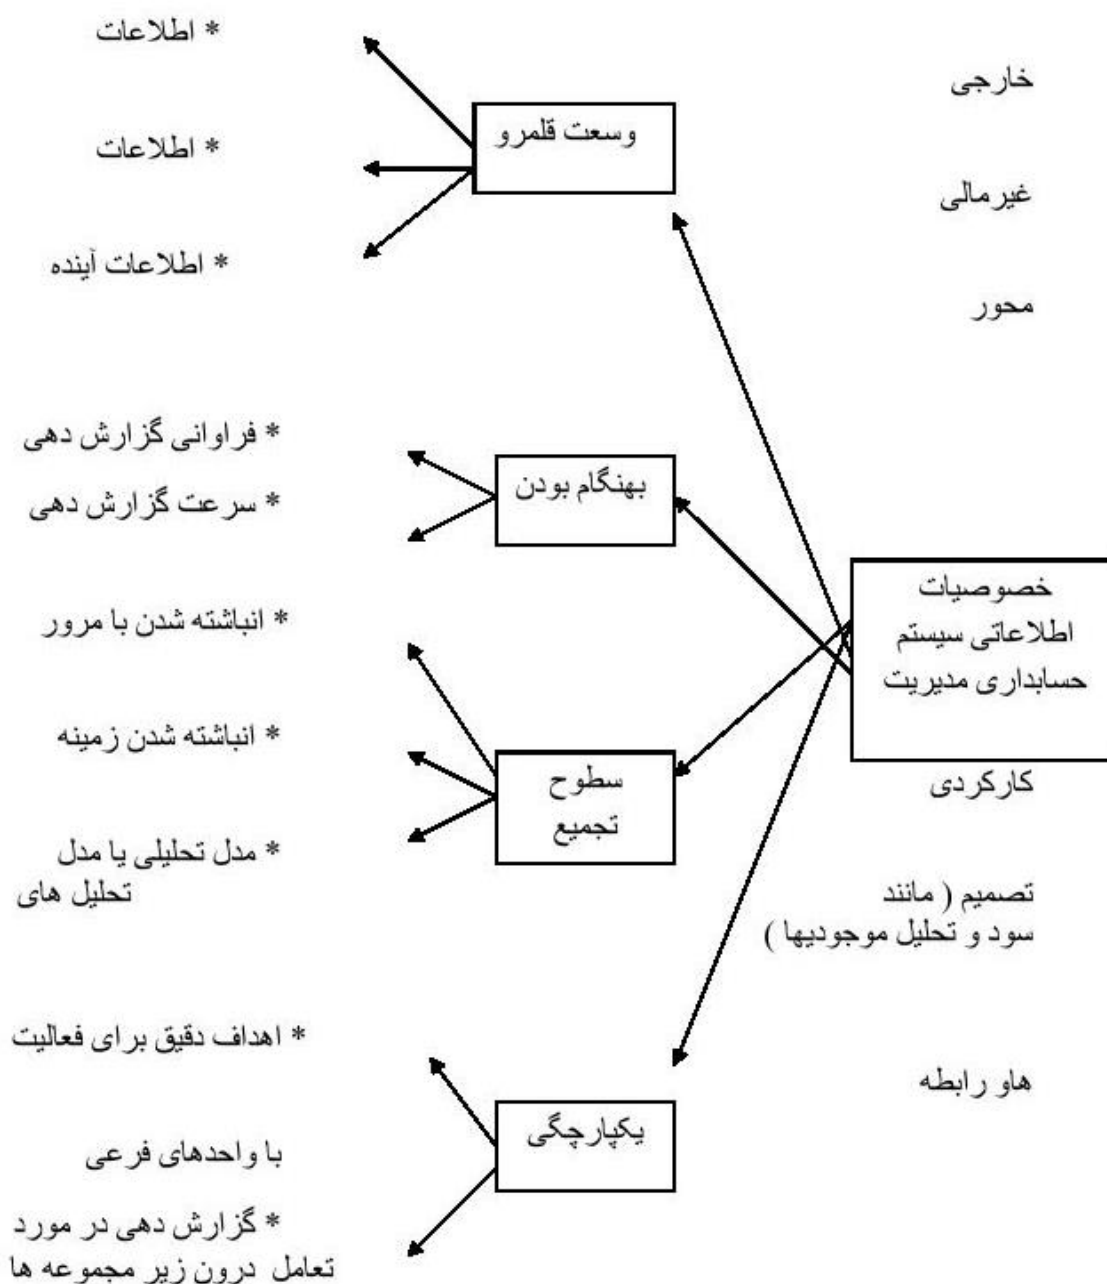 * اطلاعات
خارجی
وسعت قلمرو
* اطلاعات
غیرمالی
* اطلاعات آینده
محور
* فراوانی گزارش دهی
بهنگام بودن
* سرعت گزارش دهی
خصوصیات
اطلاعاتی سیستم
حسابداری مدیریت
* انباشته شدن با مرور
* انباشته شدن زمینه
کارکردی
سطوح
تجمیع
* مدل تحلیلی یا مدل
تحلیل های
تصمیم ( مانند
سود و تحلیل موجودیها )
* اهداف دقیق برای فعالیت
هاو رابطه
یکپارچگی
با واحدهای فرعی
* گزارش دهی در مورد
تعامل درون زیر مجموعه ها